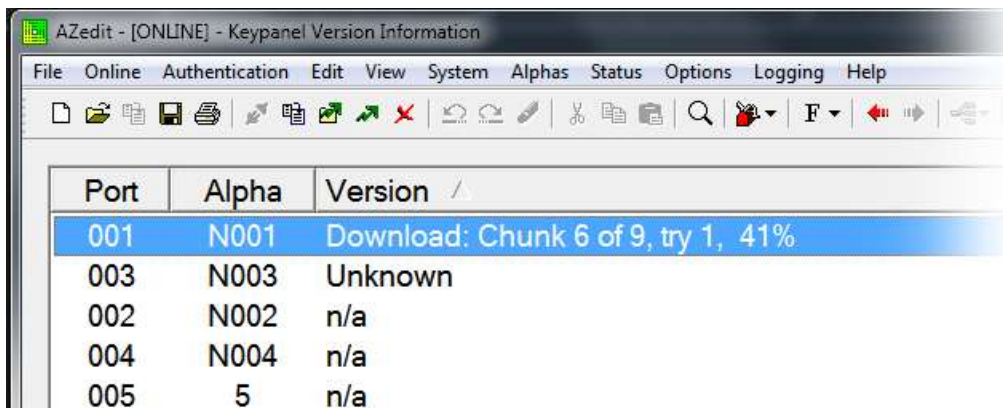 AZedit - [ONLINE] - Keypanel Version Information
File Online Authentication Edit View System Alphas Status Options Logging Help
F
Port Alpha Version
001 N001 Download: Chunk 6 of 9, try 1, 41%
003 N003 Unknown
002 N002 n/a
004 N004 n/a
005 5 n/a